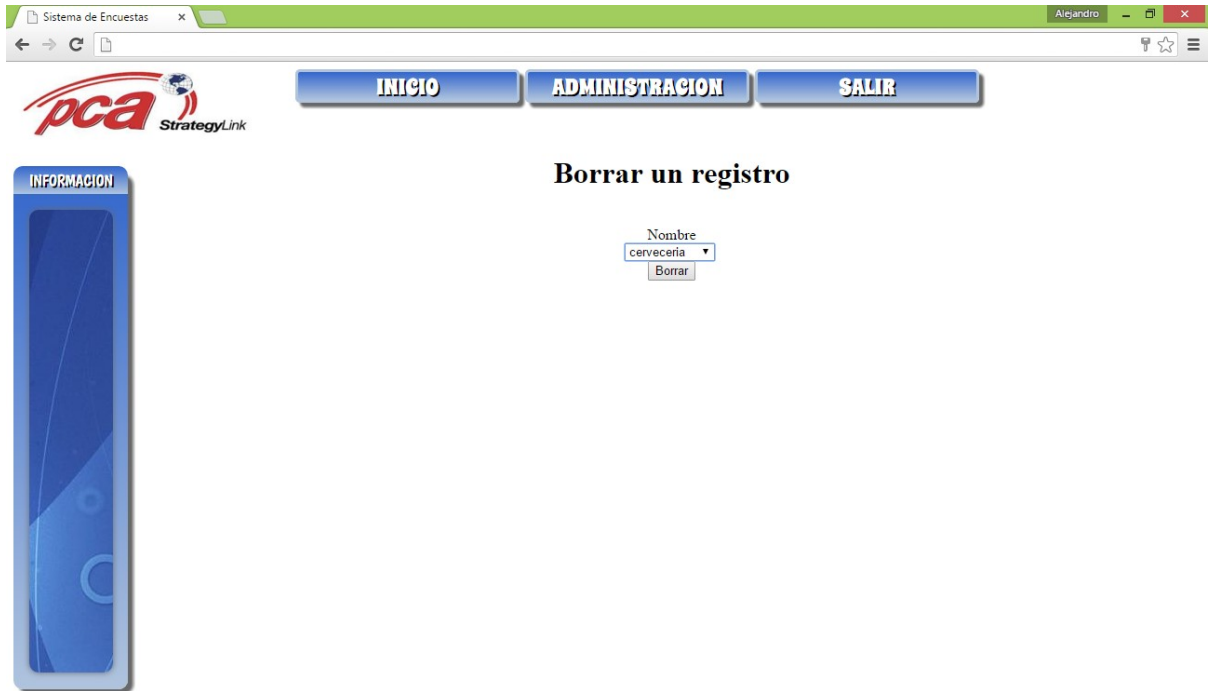 Sistema de Encuestas
Alejandro
INICIO ADMINISTRACION SALIR
pca StrategyLink
INFORMACION
Borrar un registro
Nombre
cerveceria
Borrar